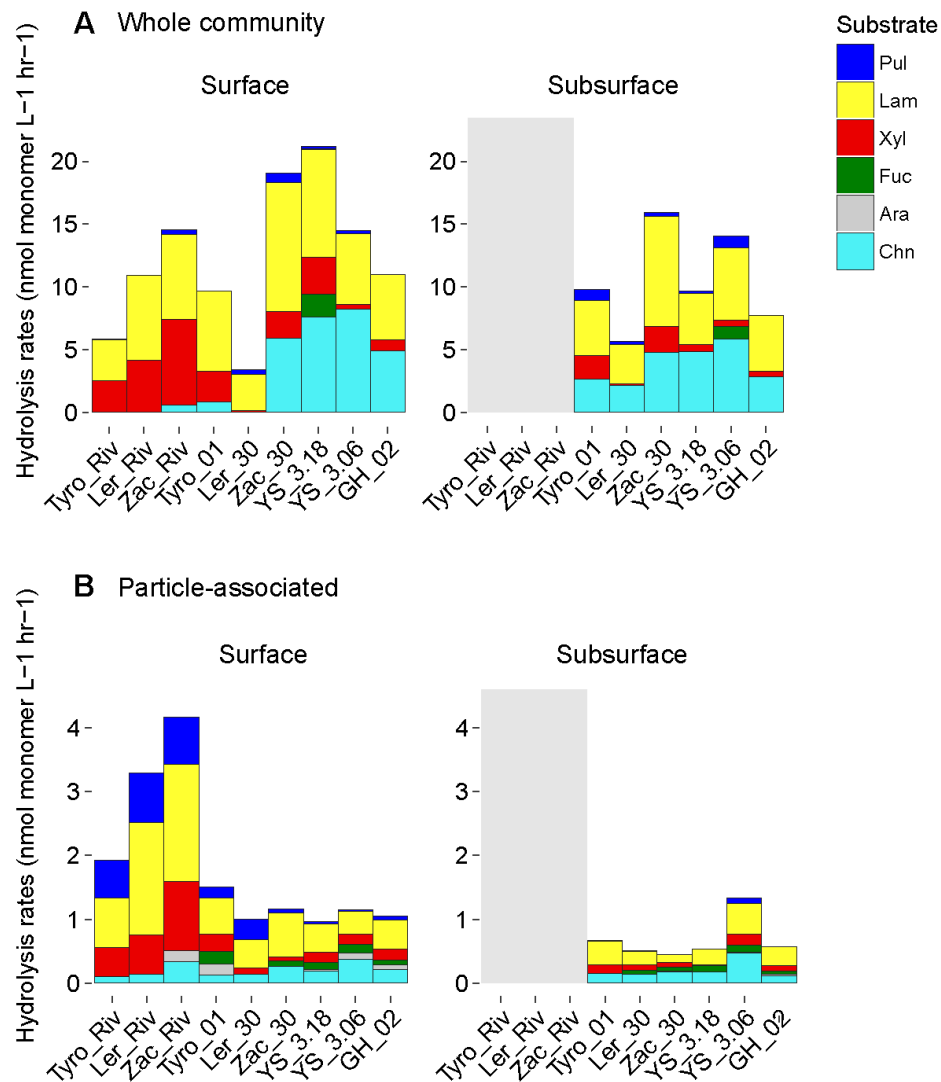 A Whole community
Surface
Subsurface
Hydrolysis rates (nmol monomer L−1 hr−1)
20
15
10
5
0
Tyro_Riv
Ler_Riv
Zac_Riv
Tyro_01
Ler_30
Zac_30
YS_3.18
YS_3.06
GH_02
20
15
10
5
0
Tyro_Riv
Ler_Riv
Zac_Riv
Tyro_01
Ler_30
Zac_30
YS_3.18
YS_3.06
GH_02
Substrate
Pul
Lam
Xyl
Fuc
Ara
Chn
B Particle-associated
Surface
Subsurface
Hydrolysis rates (nmol monomer L−1 hr−1)
4
3
2
1
0
Tyro_Riv
Ler_Riv
Zac_Riv
Tyro_01
Ler_30
Zac_30
YS_3.18
YS_3.06
GH_02
4
3
2
1
0
Tyro_Riv
Ler_Riv
Zac_Riv
Tyro_01
Ler_30
Zac_30
YS_3.18
YS_3.06
GH_02